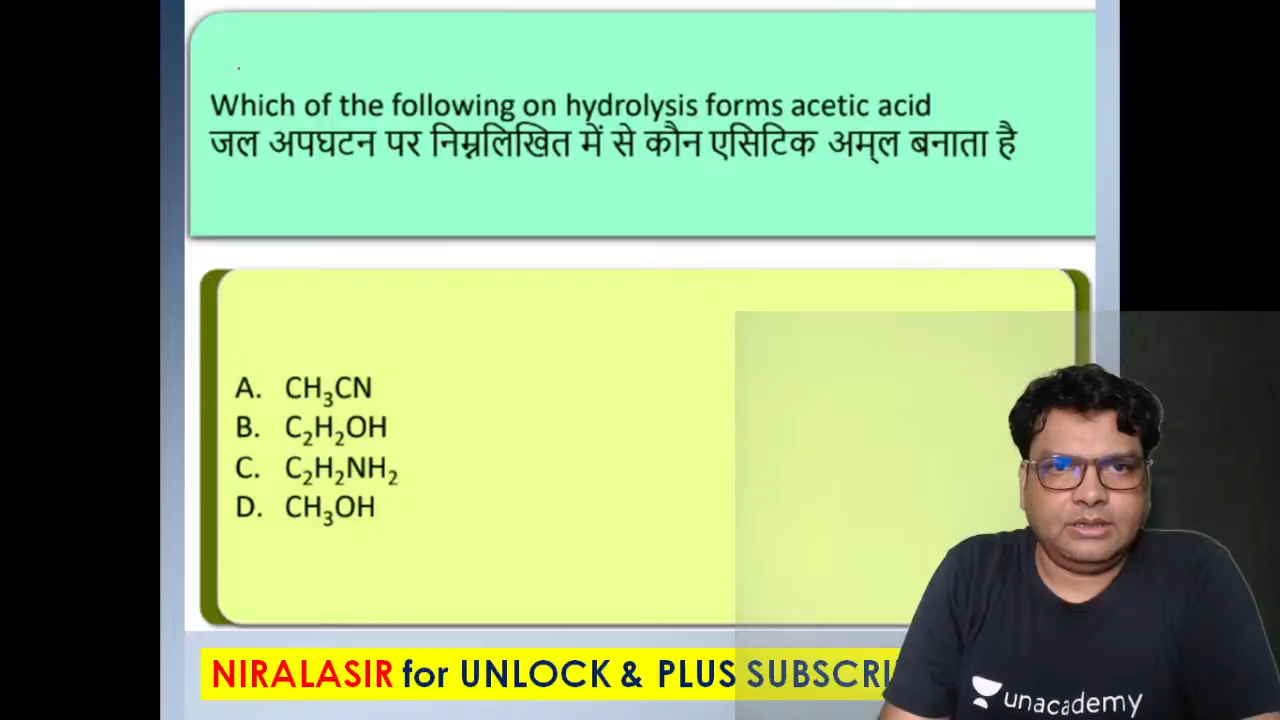 Which of the following on hydrolysis forms acetic acid
जल अपघटन पर निम्नलिखित में से कौन एसिटिक अम्ल बनाता है
A. CH₃CN
B. C₂H₂OH
C. C₂H₂NH₂
D. CH₃OH
NIRALASIR for UNLOCK & PLUS SUBSCRI
unacademy